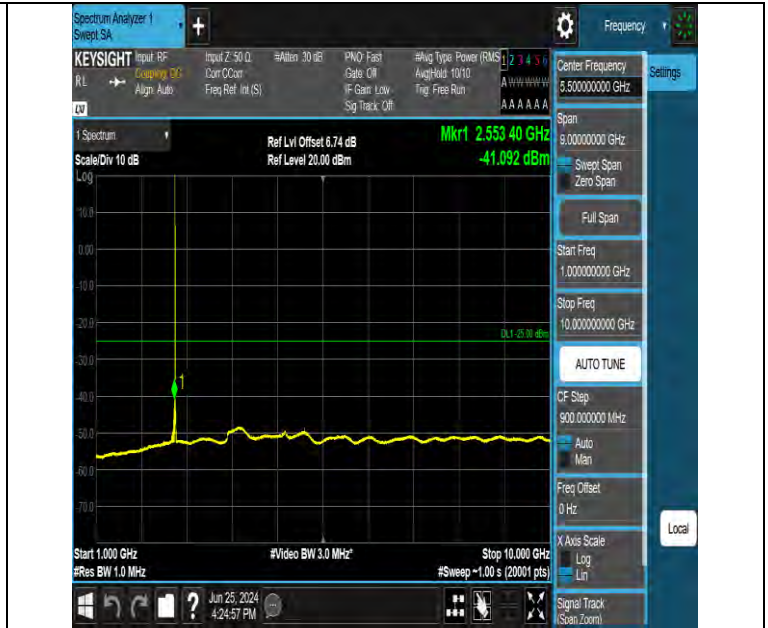 Spectrum Analyzer 1
Swept SA
+
Frequency
KEYSIGHT
RL
LXI
Input: RF
Coupling: DC
Align: Auto
Input Z: 50 Ω
Corr CCorr
Freq Ref: Int (S)
#Atten: 30 dB
PNO: Fast
Gate: Off
IF Gain: Low
Sig Track: Off
#Avg Type: Power (RMS
Avg|Hold: 10/10
Trig: Free Run
1 2 3 4 5 6
A W W W W W
A A A A A A
Center Frequency
5.500000000 GHz
Settings
1 Spectrum
Scale/Div 10 dB
Log
Ref Lvl Offset 6.74 dB
Ref Level 20.00 dBm
Mkr1 2.553 40 GHz
-41.092 dBm
Span
9.00000000 GHz
Swept Span
Zero Span
Full Span
Start Freq
1.000000000 GHz
Stop Freq
10.000000000 GHz
AUTO TUNE
CF Step
900.000000 MHz
Auto
Man
Freq Offset
0 Hz
X Axis Scale
Log
Lin
Signal Track
(Span Zoom)
Local
10.0
0.00
-10.0
-20.0
-30.0
-40.0
-50.0
-60.0
-70.0
DL1 -25.00 dBm
1
Start 1.000 GHz
#Res BW 1.0 MHz
#Video BW 3.0 MHz*
Stop 10.000 GHz
#Sweep ~1.00 s (20001 pts)
?
Jun 25, 2024
4:24:57 PM